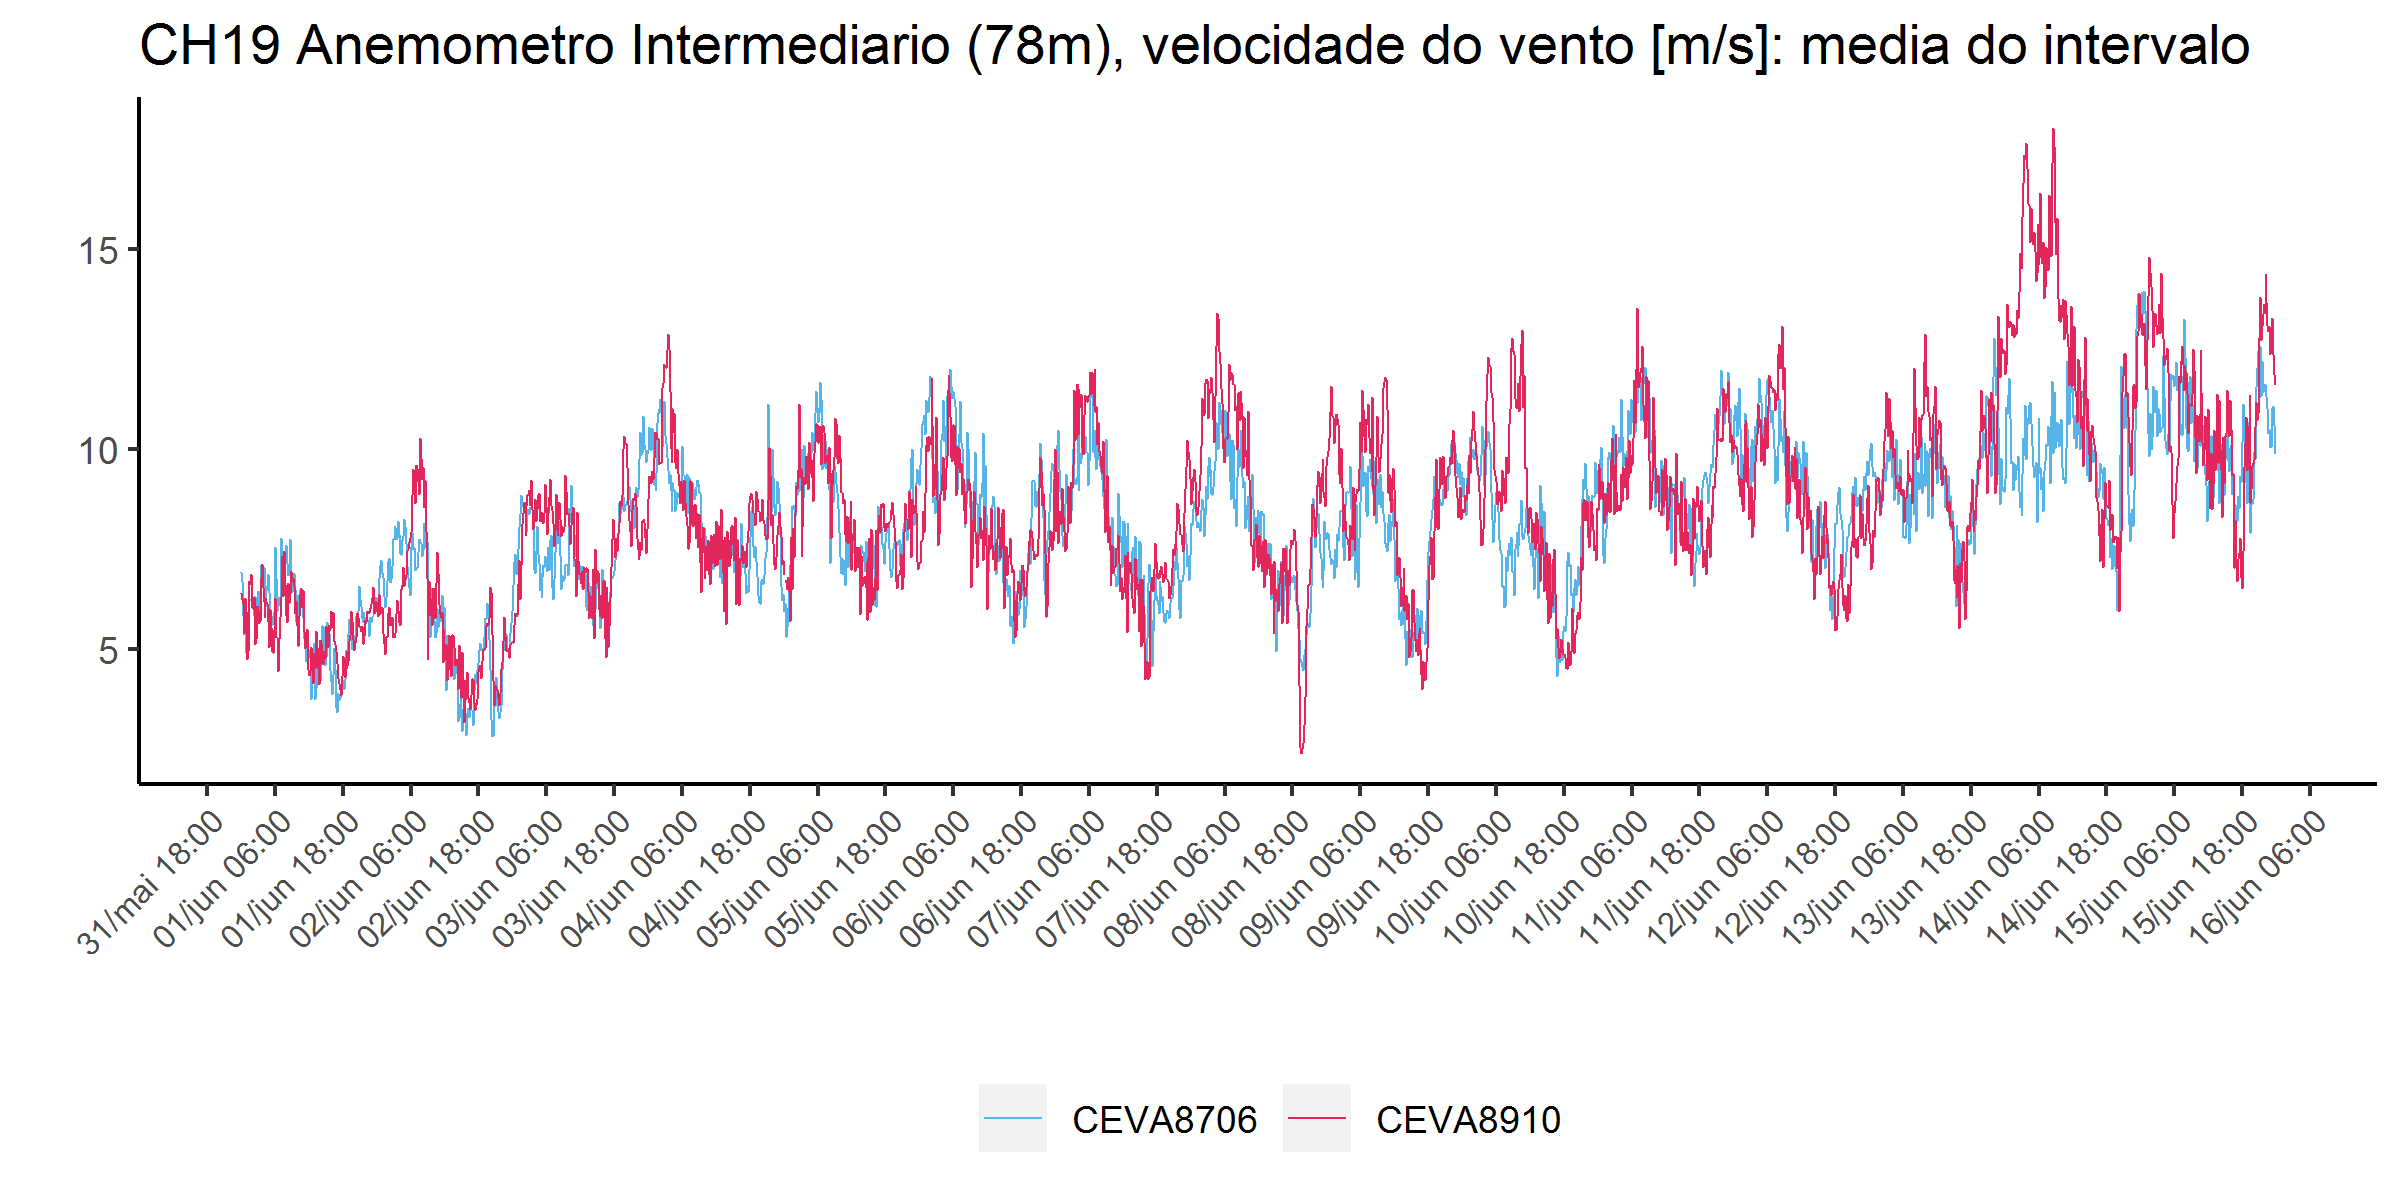 CH19 Anemometro Intermediario (78m), velocidade do vento [m/s]: media do intervalo
15
10
5
31/mai 18:00
01/jun 06:00
01/jun 18:00
02/jun 06:00
02/jun 18:00
03/jun 06:00
03/jun 18:00
04/jun 06:00
04/jun 18:00
05/jun 06:00
05/jun 18:00
06/jun 06:00
06/jun 18:00
07/jun 06:00
07/jun 18:00
08/jun 06:00
08/jun 18:00
09/jun 06:00
09/jun 18:00
10/jun 06:00
10/jun 18:00
11/jun 06:00
11/jun 18:00
12/jun 06:00
12/jun 18:00
13/jun 06:00
13/jun 18:00
14/jun 06:00
14/jun 18:00
15/jun 06:00
15/jun 18:00
16/jun 06:00
CEVA8706 CEVA8910